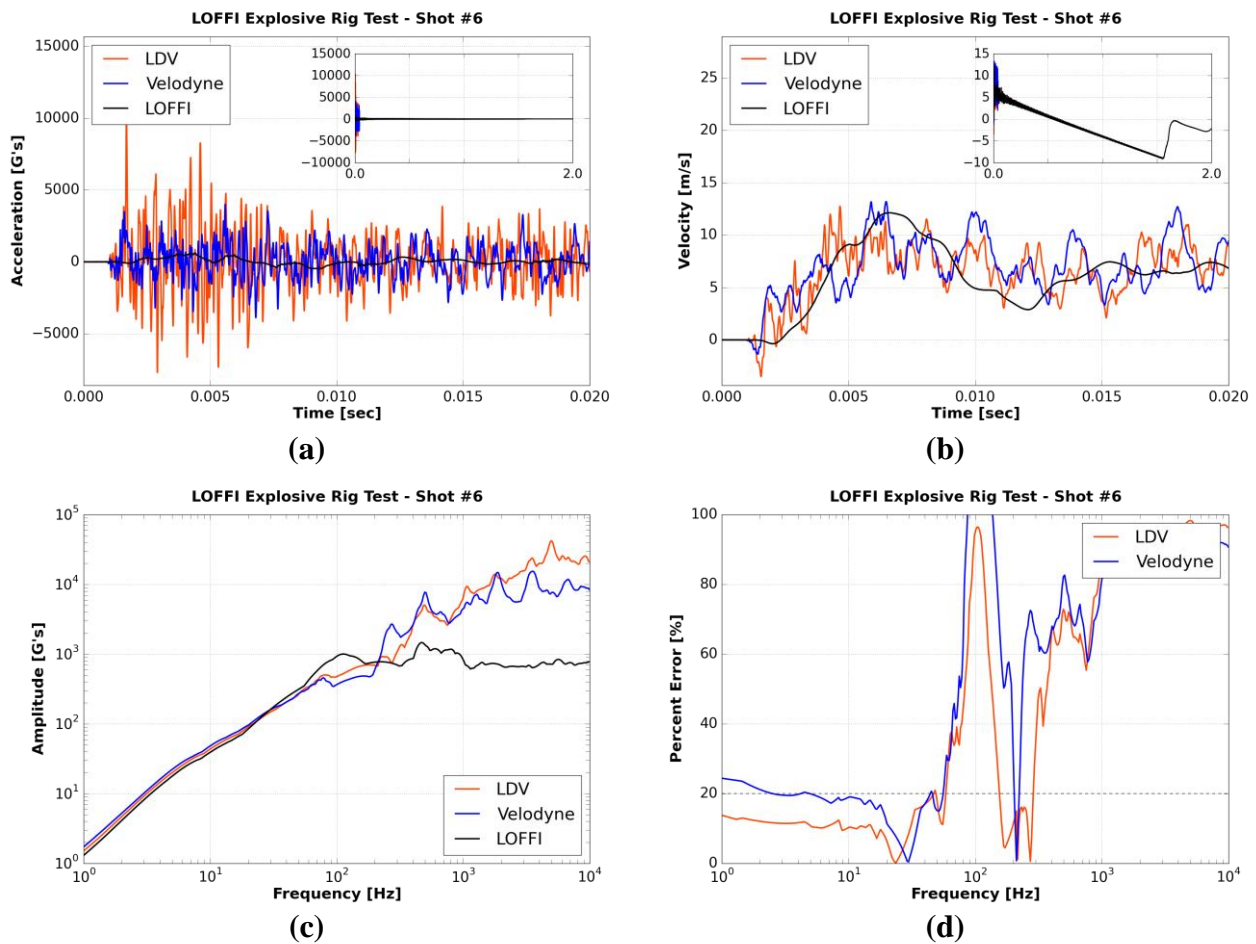 LOFFI Explosive Rig Test - Shot #6
15000
10000
5000
0
−5000
Acceleration [G's]
LDV
Velodyne
LOFFI
15000
10000
5000
0
−5000
−10000
0.0
2.0
0.000
0.005
0.010
0.015
0.020
Time [sec]
(a)
LOFFI Explosive Rig Test - Shot #6
25
20
15
10
5
0
Velocity [m/s]
LDV
Velodyne
LOFFI
15
10
5
0
−5
−10
0.0
2.0
0.000
0.005
0.010
0.015
0.020
Time [sec]
(b)
LOFFI Explosive Rig Test - Shot #6
10^5
10^4
10^3
10^2
10^1
10^0
Amplitude [G's]
LDV
Velodyne
LOFFI
10^0
10^1
10^2
10^3
10^4
Frequency [Hz]
(c)
LOFFI Explosive Rig Test - Shot #6
100
80
60
40
20
0
Percent Error [%]
LDV
Velodyne
10^0
10^1
10^2
10^3
10^4
Frequency [Hz]
(d)